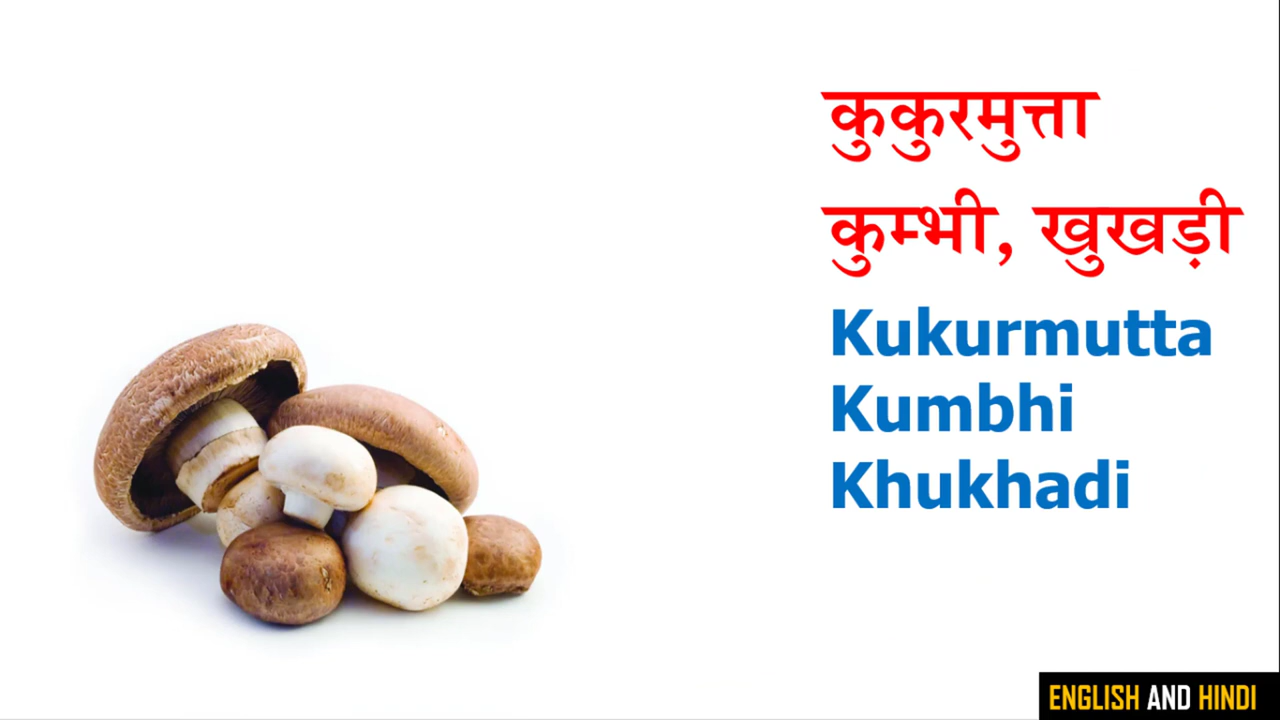 कुकुरमुत्ता
कुम्भी, खुखड़ी
Kukurmutta
Kumbhi
Khukhadi
ENGLISH AND HINDI